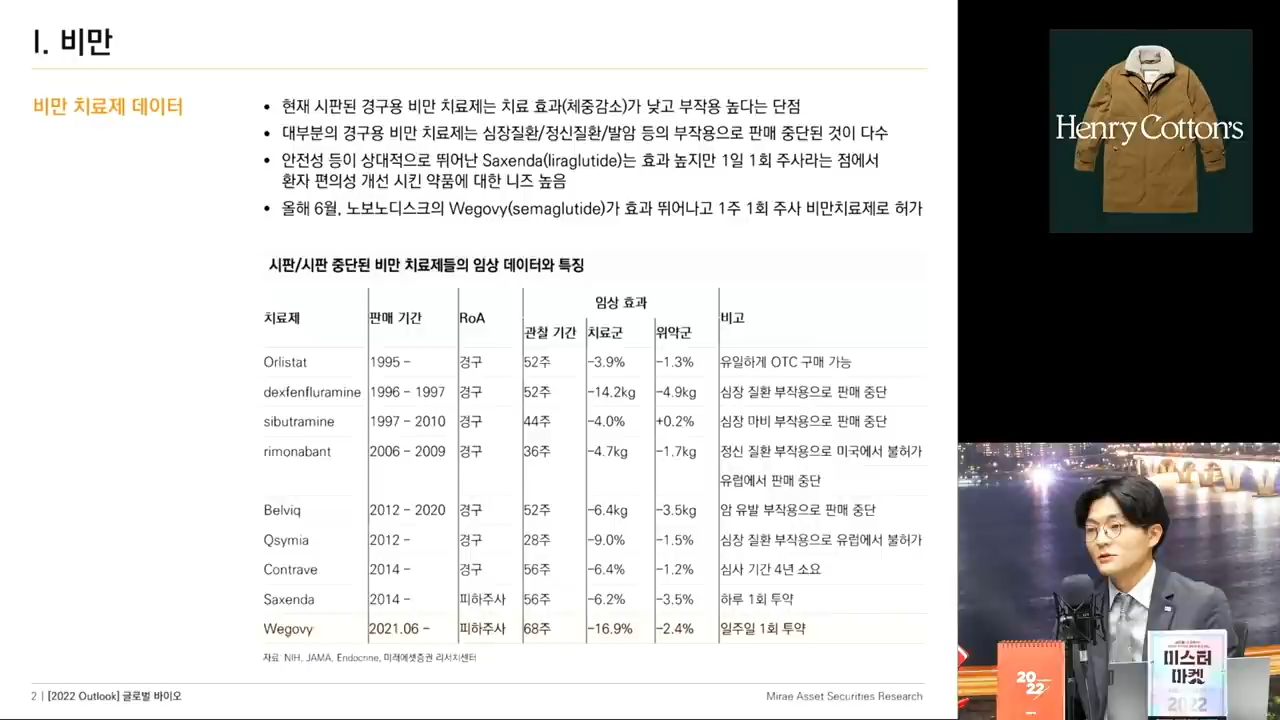 I. 비만
비만 치료제 데이터
• 현재 시판된 경구용 비만 치료제는 치료 효과(체중감소)가 낮고 부작용 높다는 단점
• 대부분의 경구용 비만 치료제는 심장질환/정신질환/발암 등의 부작용으로 판매 중단된 것이 다수
• 안전성 등이 상대적으로 뛰어난 Saxenda(liraglutide)는 효과 높지만 1일 1회 주사라는 점에서
환자 편의성 개선 시킨 약품에 대한 니즈 높음
• 올해 6월, 노보노디스크의 Wegovy(semaglutide)가 효과 뛰어나고 1주 1회 주사 비만치료제로 허가
시판/시판 중단된 비만 치료제들의 임상 데이터와 특징
임상 효과
치료제 판매 기간 RoA 관찰 기간 치료군 위약군 비고
Orlistat 1995 - 경구 52주 -3.9% -1.3% 유일하게 OTC 구매 가능
dexfenfluramine 1996 - 1997 경구 52주 -14.2kg -4.9kg 심장 질환 부작용으로 판매 중단
sibutramine 1997 - 2010 경구 44주 -4.0% +0.2% 심장 마비 부작용으로 판매 중단
rimonabant 2006 - 2009 경구 36주 -4.7kg -1.7kg 정신 질환 부작용으로 미국에서 불허가
유럽에서 판매 중단
Belviq 2012 - 2020 경구 52주 -6.4kg -3.5kg 암 유발 부작용으로 판매 중단
Qsymia 2012 - 경구 28주 -9.0% -1.5% 심장 질환 부작용으로 유럽에서 불허가
Contrave 2014 - 경구 56주 -6.4% -1.2% 심사 기간 4년 소요
Saxenda 2014 - 피하주사 56주 -6.2% -3.5% 하루 1회 투약
Wegovy 2021.06 - 피하주사 68주 -16.9% -2.4% 일주일 1회 투약
자료: NIH, JAMA, Endocrine, 미래에셋증권 리서치센터
2 | [2022 Outlook] 글로벌 바이오
Mirae Asset Securities Research
Henry Cotton's
20
22
미스터
마켓
2022